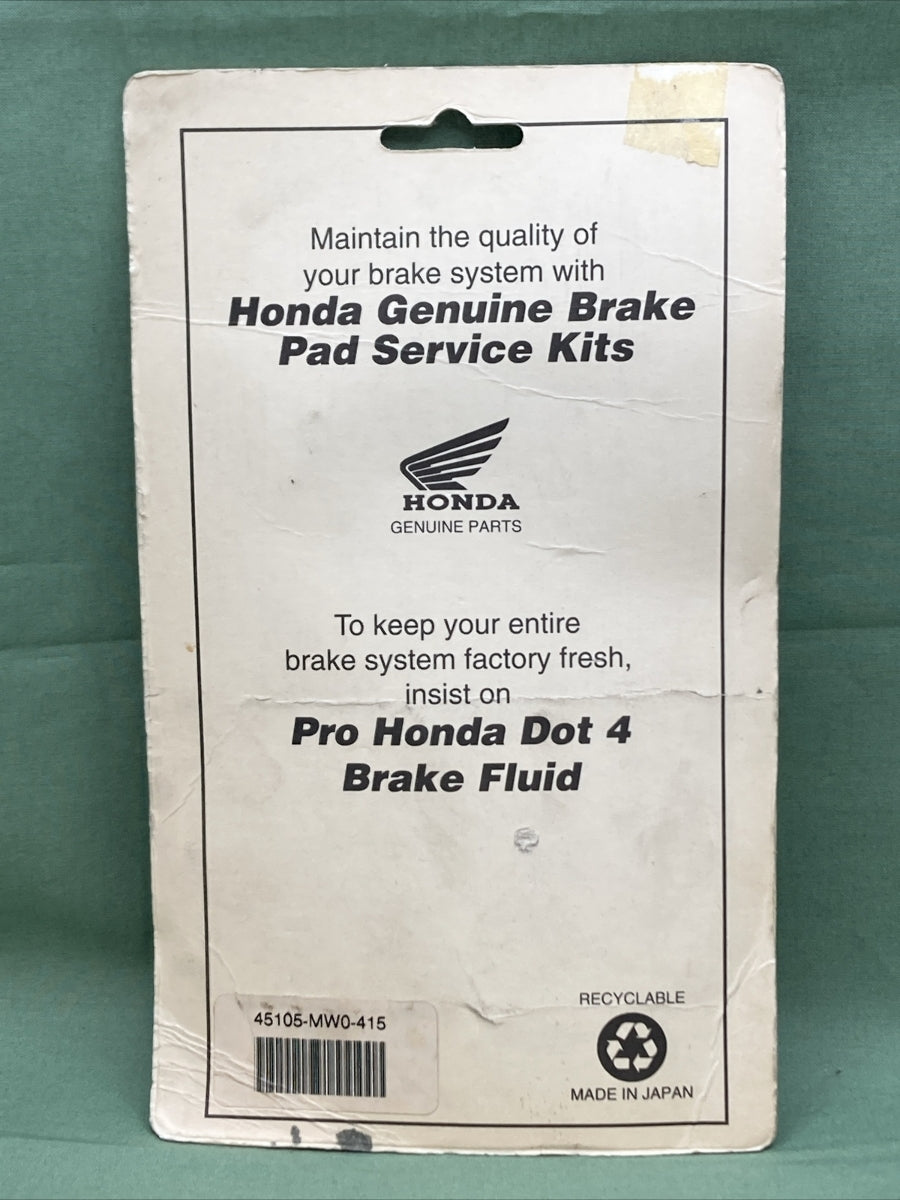 Maintain the quality of
your brake system with
Honda Genuine Brake
Pad Service Kits
HONDA
GENUINE PARTS
To keep your entire
brake system factory fresh,
insist on
Pro Honda Dot 4
Brake Fluid
45105-MW0-415
RECYCLABLE
MADE IN JAPAN